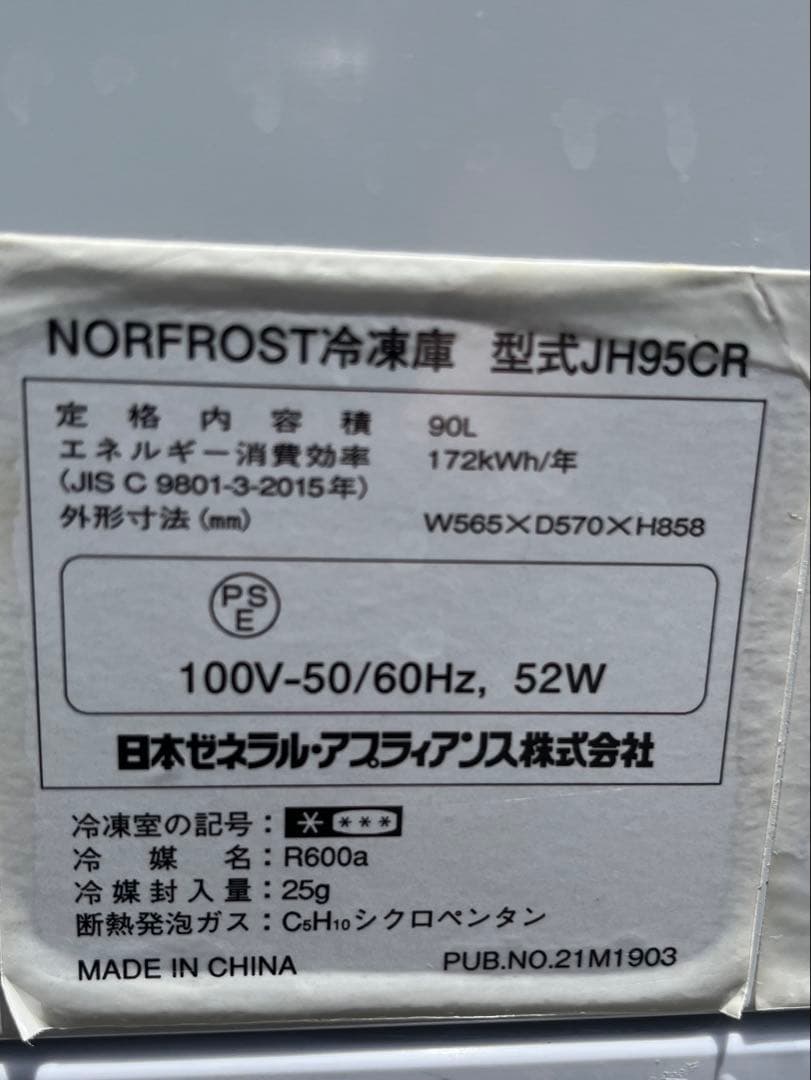 NORFROST冷凍庫 型式JH95CR
定格内容積 90L
エネルギー消費効率 172kWh/年
(JIS C 9801-3-2015年)
外形寸法(mm) W565×D570×H858
PS
E
100V-50/60Hz, 52W
日本ゼネラル・アプライアンス株式会社
冷凍室の記号：* ***
冷媒名：R600a
冷媒封入量：25g
断熱発泡ガス：C₅H₁₀シクロペンタン
MADE IN CHINA PUB.NO.21M1903